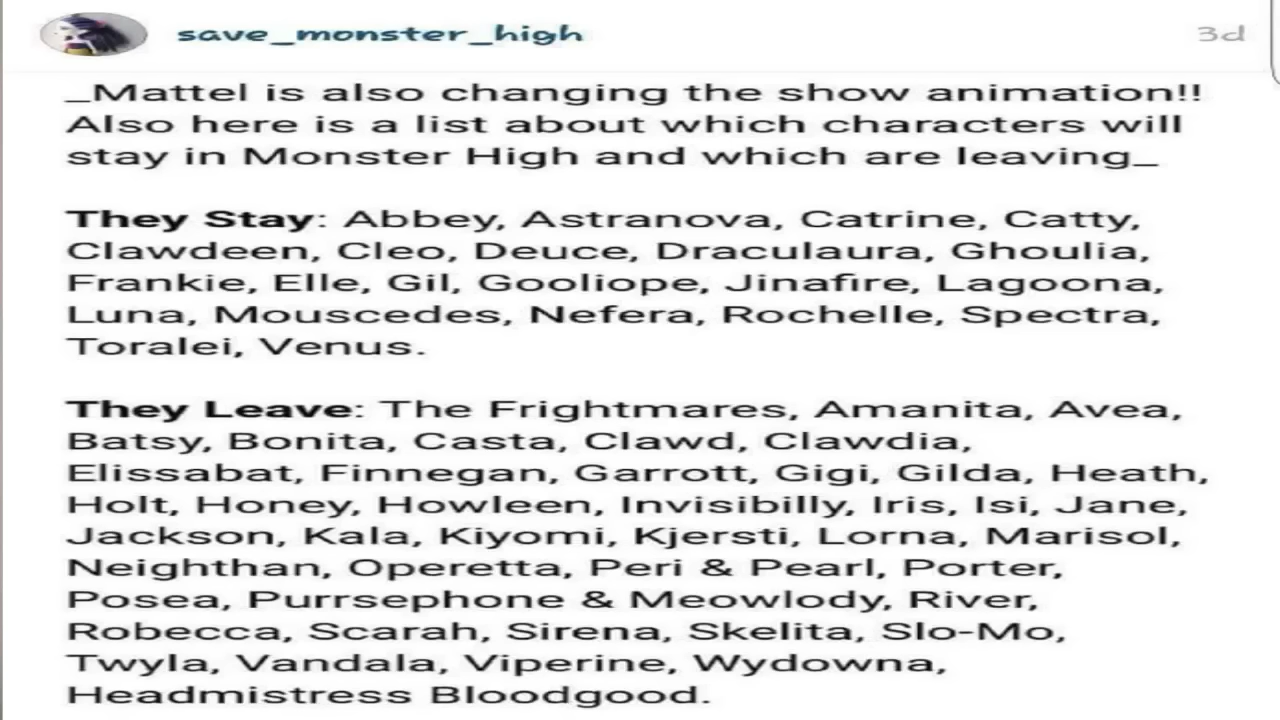 save_monster_high
3d
_Mattel is also changing the show animation!!
Also here is a list about which characters will
stay in Monster High and which are leaving_
They Stay: Abbey, Astranova, Catrine, Catty,
Clawdeen, Cleo, Deuce, Draculaura, Ghoulia,
Frankie, Elle, Gil, Gooliope, Jinafire, Lagoona,
Luna, Mouscedes, Nefera, Rochelle, Spectra,
Toralei, Venus.
They Leave: The Frightmares, Amanita, Avea,
Batsy, Bonita, Casta, Clawd, Clawdia,
Elissabat, Finnegan, Garrott, Gigi, Gilda, Heath,
Holt, Honey, Howleen, Invisibilly, Iris, Isi, Jane,
Jackson, Kala, Kiyomi, Kjersti, Lorna, Marisol,
Neighthan, Operetta, Peri & Pearl, Porter,
Posea, Purrsephone & Meowlody, River,
Robecca, Scarah, Sirena, Skelita, Slo-Mo,
Twyla, Vandala, Viperine, Wydowna,
Headmistress Bloodgood.